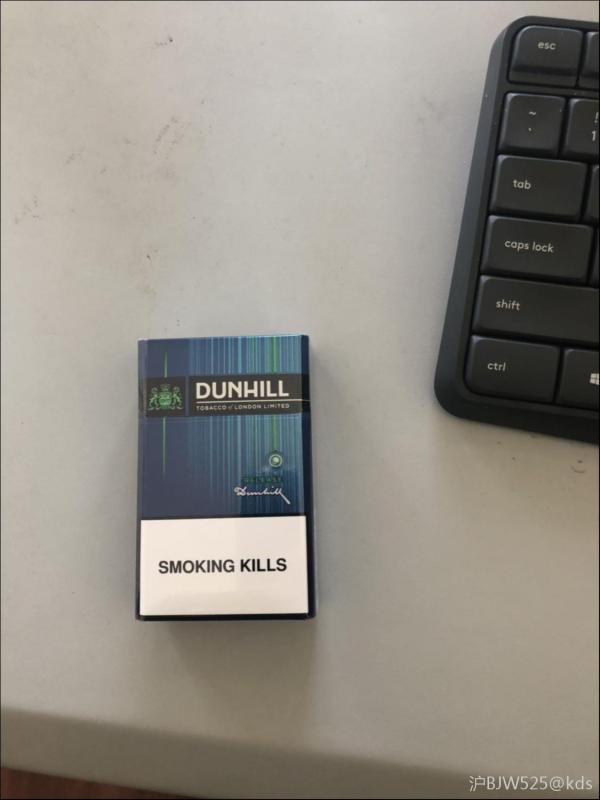 esc
~
`
!
1
tab
caps lock
shift
ctrl
DUNHILL
TOBACCO of LONDON LIMITED
RELEASE
Dunhill
SMOKING KILLS
沪BJW525@kds